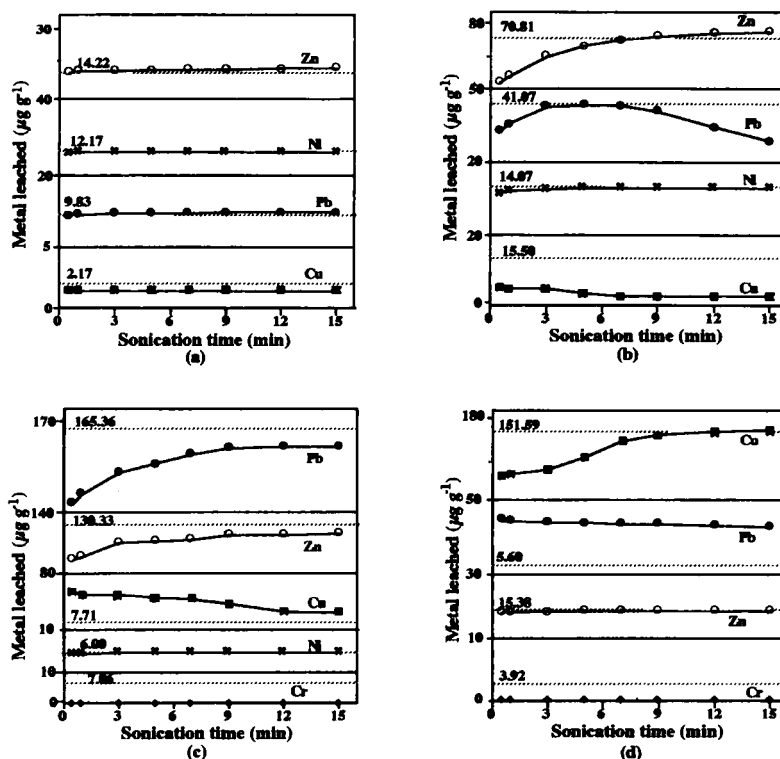 30
Zn
14.22
40
Ni
12.17
20
Pb
9.83
5
Cu
2.17
0
0 3 6 9 12 15
Sonication time (min)
(a)
Metal leached (µg g⁻¹)
80
Zn
70.81
50
41.07
Pb
20
Ni
14.07
20
15.50
Cu
0
0 3 6 9 12 15
Sonication time (min)
(b)
Metal leached (µg g⁻¹)
170
165.36
Pb
140
130.33
Zn
80
Cu
7.71
10
6.00
Ni
10
7.06
Cr
0
0 3 6 9 12 15
Sonication time (min)
(c)
Metal leached (µg g⁻¹)
180
151.59
Cu
50
Pb
5.60
30
15.38
Zn
10
3.92
Cr
0
0 3 6 9 12 15
Sonication time (min)
(d)
Metal leached (µg g⁻¹)